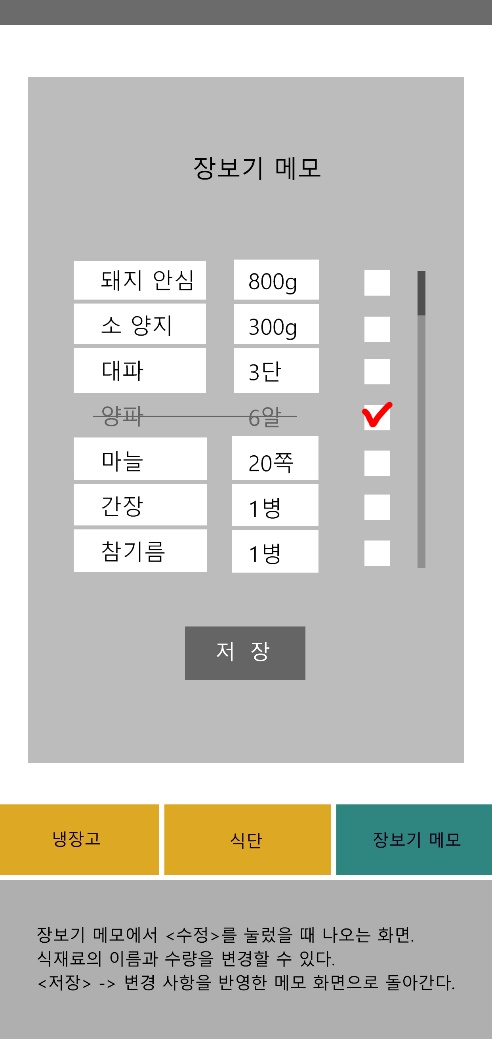 장보기 메모
돼지 안심 800g
소 양지 300g
대파 3단
양파 6알
마늘 20쪽
간장 1병
참기름 1병
저 장
냉장고 식단 장보기 메모
장보기 메모에서 <수정>를 눌렀을 때 나오는 화면.
식재료의 이름과 수량을 변경할 수 있다.
<저장> -> 변경 사항을 반영한 메모 화면으로 돌아간다.